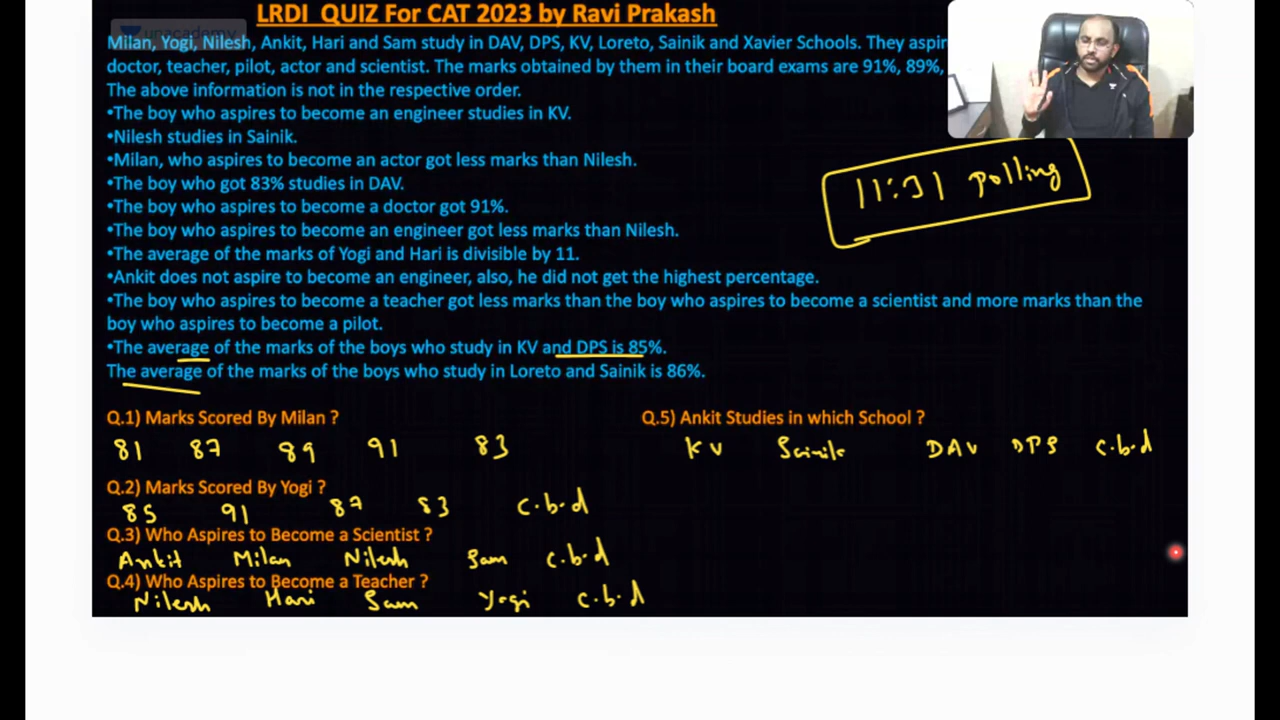 LRDI QUIZ For CAT 2023 by Ravi Prakash
unacademy
Milan, Yogi, Nilesh, Ankit, Hari and Sam study in DAV, DPS, KV, Loreto, Sainik and Xavier Schools. They aspir
doctor, teacher, pilot, actor and scientist. The marks obtained by them in their board exams are 91%, 89%,
The above information is not in the respective order.
•The boy who aspires to become an engineer studies in KV.
•Nilesh studies in Sainik.
•Milan, who aspires to become an actor got less marks than Nilesh.
•The boy who got 83% studies in DAV.
•The boy who aspires to become a doctor got 91%.
•The boy who aspires to become an engineer got less marks than Nilesh.
•The average of the marks of Yogi and Hari is divisible by 11.
•Ankit does not aspire to become an engineer, also, he did not get the highest percentage.
•The boy who aspires to become a teacher got less marks than the boy who aspires to become a scientist and more marks than the
boy who aspires to become a pilot.
•The average of the marks of the boys who study in KV and DPS is 85%.
The average of the marks of the boys who study in Loreto and Sainik is 86%.
11:31 polling
Q.1) Marks Scored By Milan ?
81 87 89 91 83
Q.2) Marks Scored By Yogi ?
85 91 87 83 c.b.d
Q.3) Who Aspires to Become a Scientist ?
Ankit Milan Nilesh Sam c.b.d
Q.4) Who Aspires to Become a Teacher ?
Nilesh Hari Sam Yogi c.b.d
Q.5) Ankit Studies in which School ?
KV Sainik DAV DPS c.b.d